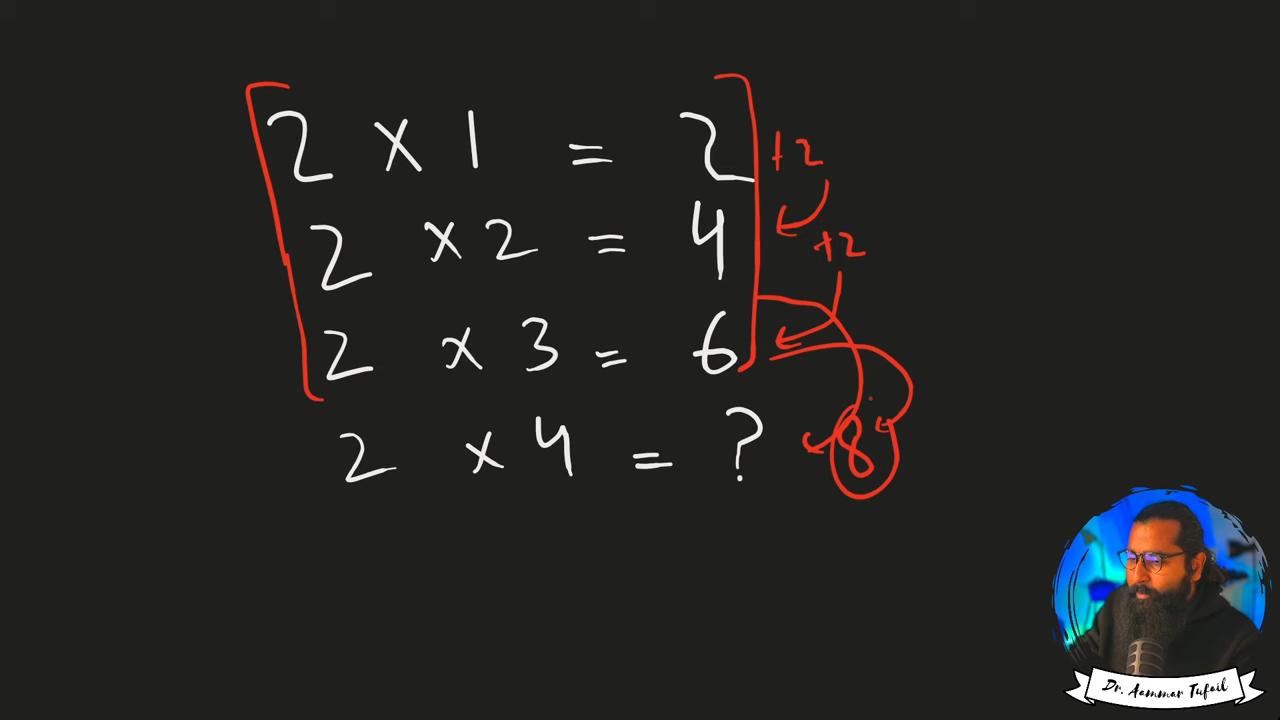 2 × 1 = 2 +2
2 × 2 = 4 +2
2 × 3 = 6
2 × 4 = ? 8
Dr. Aammar Tufail